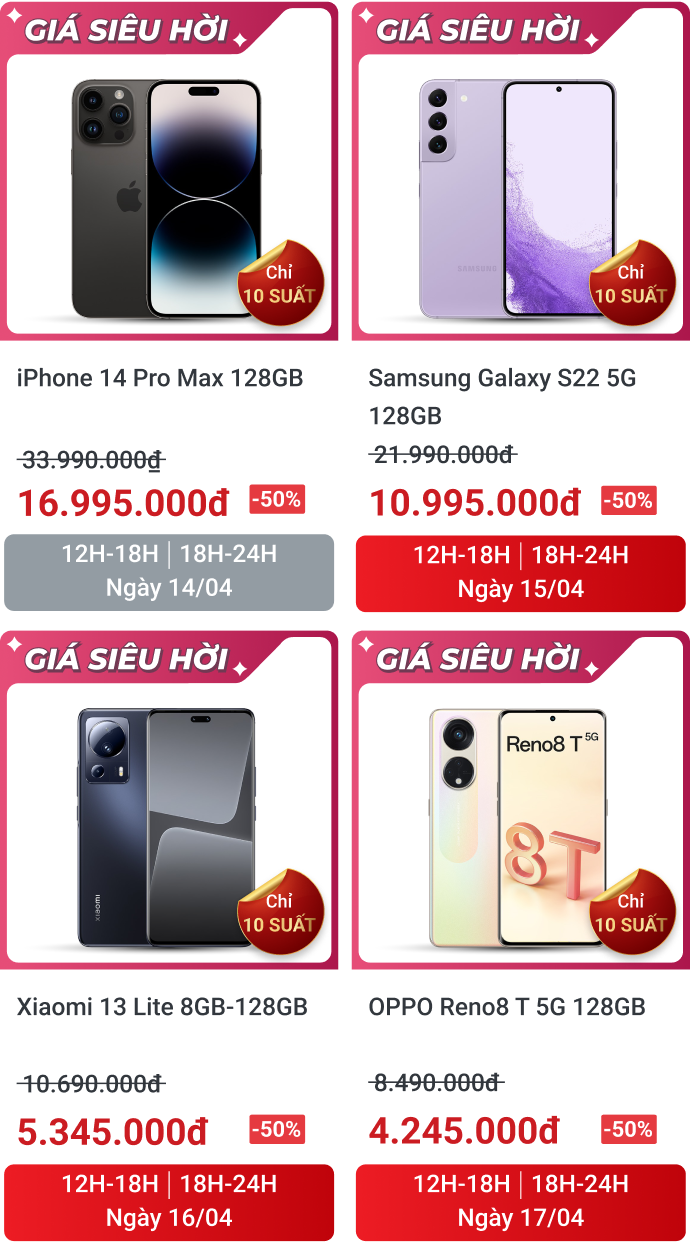 GIÁ SIÊU HỜI
Chỉ
10 SUẤT
iPhone 14 Pro Max 128GB
33.990.000₫
16.995.000đ
-50%
12H-18H | 18H-24H
Ngày 14/04
GIÁ SIÊU HỜI
SAMSUNG
Chỉ
10 SUẤT
Samsung Galaxy S22 5G
128GB
21.990.000đ
10.995.000đ
-50%
12H-18H | 18H-24H
Ngày 15/04
GIÁ SIÊU HỜI
xiaomi
Chỉ
10 SUẤT
Xiaomi 13 Lite 8GB-128GB
10.690.000đ
5.345.000đ
-50%
12H-18H | 18H-24H
Ngày 16/04
GIÁ SIÊU HỜI
Reno8 T 5G
8T
Chỉ
10 SUẤT
OPPO Reno8 T 5G 128GB
8.490.000đ
4.245.000đ
-50%
12H-18H | 18H-24H
Ngày 17/04